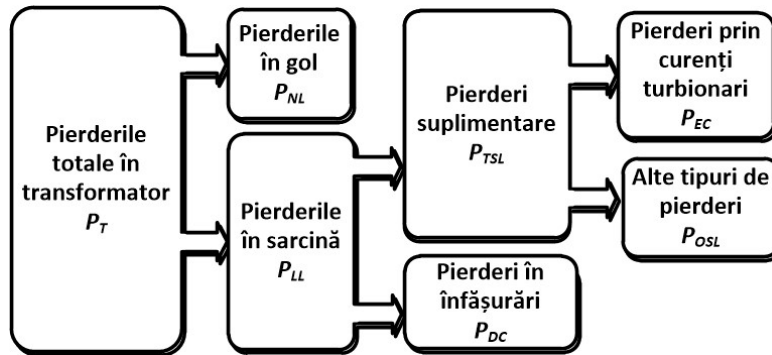 Pierderile
totale în
transformator
P_T
Pierderile
în gol
P_NL
Pierderile
în sarcină
P_LL
Pierderi
suplimentare
P_TSL
Pierderi în
înfășurări
P_DC
Pierderi
prin
curenți
turbionari
P_EC
Alte tipuri de
pierderi
P_OSL